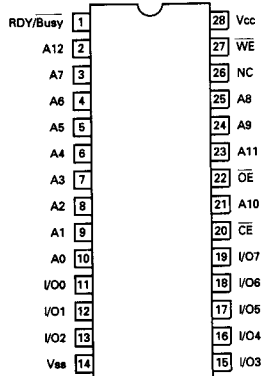 RDY/Busy 1 28 Vcc
A12 2 27 WE
A7 3 26 NC
A6 4 25 A8
A5 5 24 A9
A4 6 23 A11
A3 7 22 OE
A2 8 21 A10
A1 9 20 CE
A0 10 19 I/O7
I/O0 11 18 I/O6
I/O1 12 17 I/O5
I/O2 13 16 I/O4
Vss 14 15 I/O3